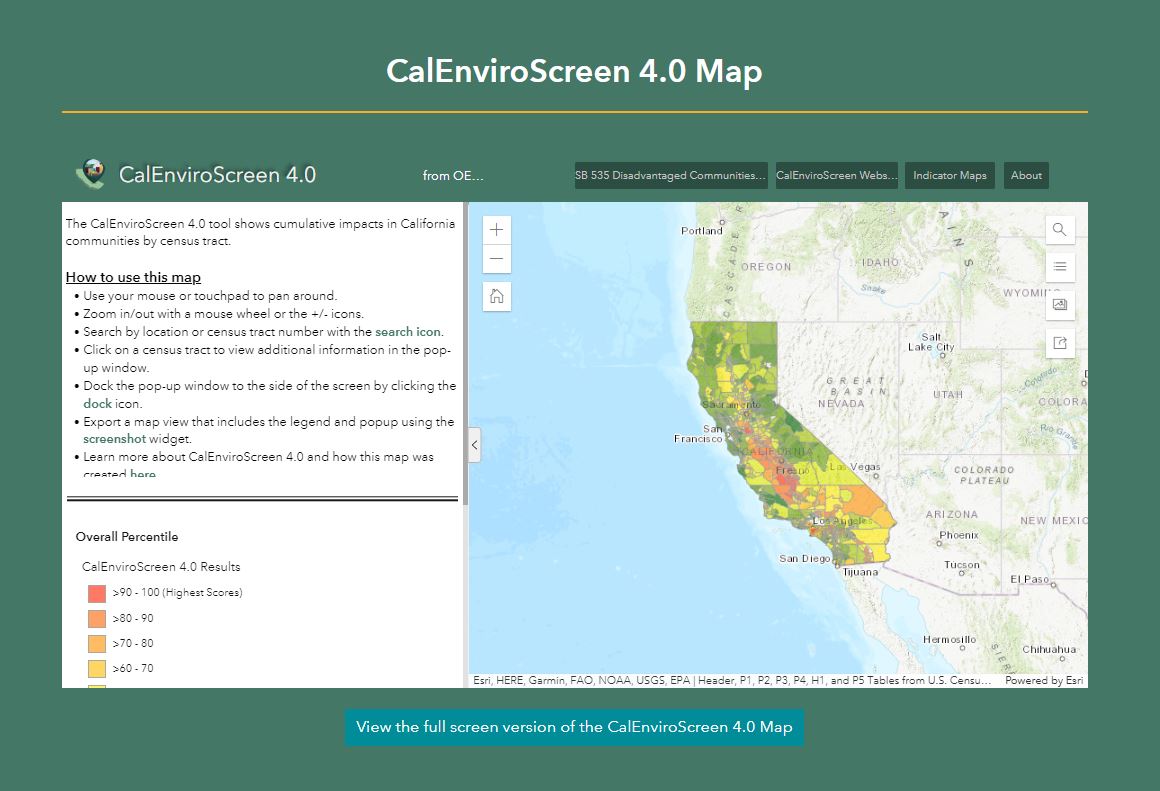 CalEnviroScreen 4.0 Map
CalEnviroScreen 4.0
from OE...
SB 535 Disadvantaged Communities...
CalEnviroScreen Webs...
Indicator Maps
About
The CalEnviroScreen 4.0 tool shows cumulative impacts in California
communities by census tract.
How to use this map
• Use your mouse or touchpad to pan around.
• Zoom in/out with a mouse wheel or the +/- icons.
• Search by location or census tract number with the search icon.
• Click on a census tract to view additional information in the pop-
up window.
• Dock the pop-up window to the side of the screen by clicking the
dock icon.
• Export a map view that includes the legend and popup using the
screenshot widget.
• Learn more about CalEnviroScreen 4.0 and how this map was
created here
Overall Percentile
CalEnviroScreen 4.0 Results
>90 - 100 (Highest Scores)
>80 - 90
>70 - 80
>60 - 70
Portland
CASCADE R
OREGON
IDAHO
Snake
WYOMING
Salt
Lake City
GREAT
BASIN
NEVADA
UTAH
Colorado
COLORA
Rio Grande
Sacramento
San
Francisco
CALIFORNIA
Fresno
Las Vegas
COLORADO
PLATEAU
ARIZONA
NEW MEXIC
Los Angeles
Phoenix
San Diego
Tijuana
Tucson
El Paso
Hermosillo
Chihuahua
SIER
Esri, HERE, Garmin, FAO, NOAA, USGS, EPA | Header, P1, P2, P3, P4, H1, and P5 Tables from U.S. Censu...
Powered by Esri
View the full screen version of the CalEnviroScreen 4.0 Map